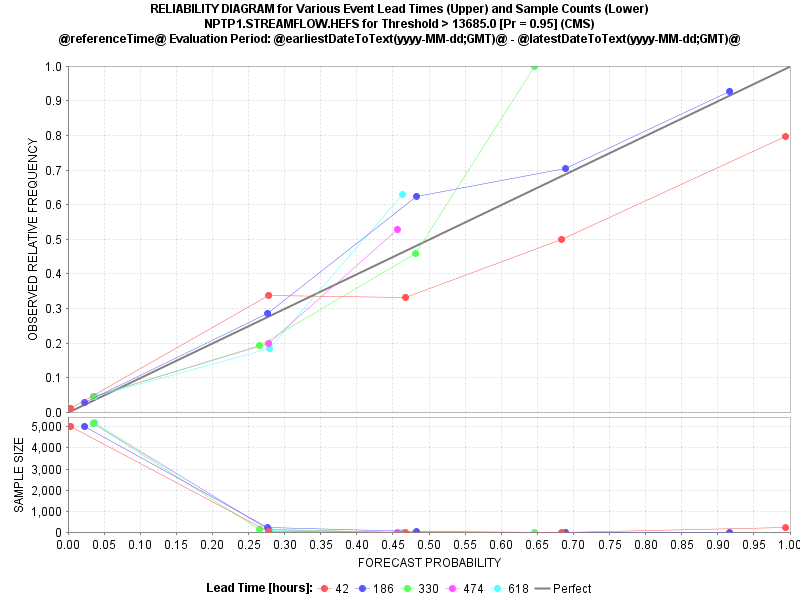 RELIABILITY DIAGRAM for Various Event Lead Times (Upper) and Sample Counts (Lower)
NPTP1.STREAMFLOW.HEFS for Threshold > 13685.0 [Pr = 0.95] (CMS)
@referenceTime@ Evaluation Period: @earliestDateToText(yyyy-MM-dd;GMT)@ - @latestDateToText(yyyy-MM-dd;GMT)@
OBSERVED RELATIVE FREQUENCY
1.0
0.9
0.8
0.7
0.6
0.5
0.4
0.3
0.2
0.1
0.0
SAMPLE SIZE
5,000
4,000
3,000
2,000
1,000
0
0.00 0.05 0.10 0.15 0.20 0.25 0.30 0.35 0.40 0.45 0.50 0.55 0.60 0.65 0.70 0.75 0.80 0.85 0.90 0.95 1.00
FORECAST PROBABILITY
Lead Time [hours]: 42 186 330 474 618 Perfect